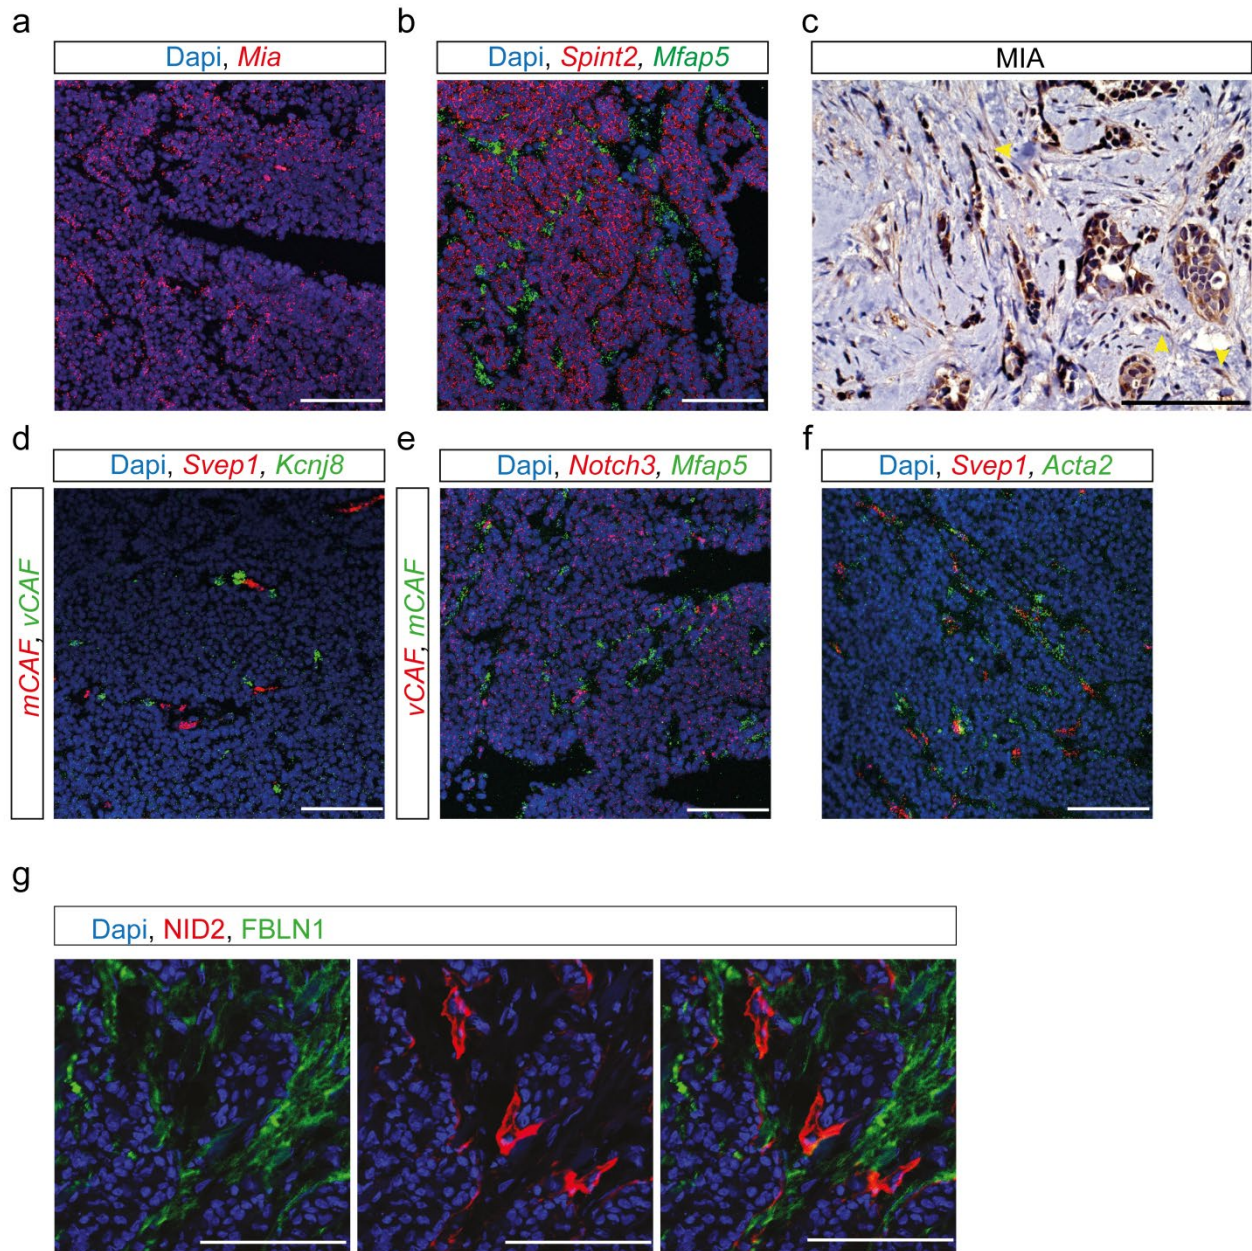 a
Dapi, Mia
b
Dapi, Spint2, Mfap5
c
MIA
d
Dapi, Svep1, Kcnj8
mCAF, vCAF
e
Dapi, Notch3, Mfap5
vCAF, mCAF
f
Dapi, Svep1, Acta2
g
Dapi, NID2, FBLN1